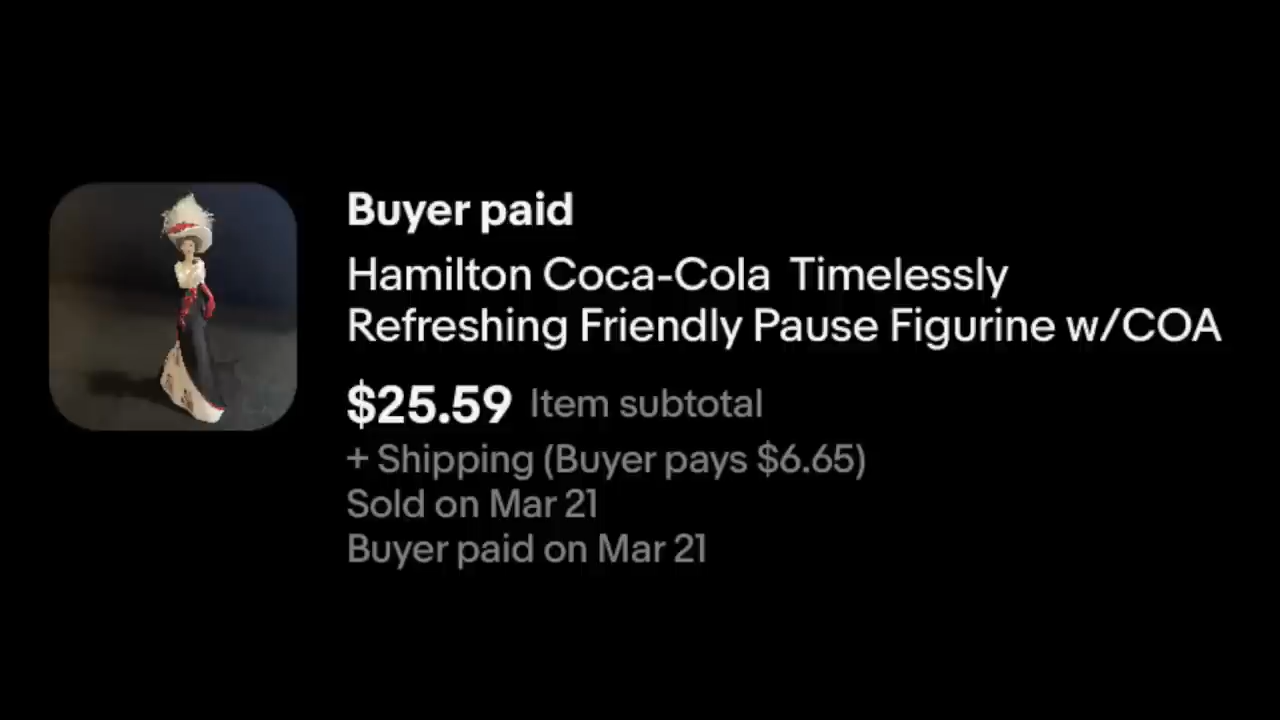 Buyer paid
Hamilton Coca-Cola Timelessly
Refreshing Friendly Pause Figurine w/COA
$25.59 Item subtotal
+ Shipping (Buyer pays $6.65)
Sold on Mar 21
Buyer paid on Mar 21